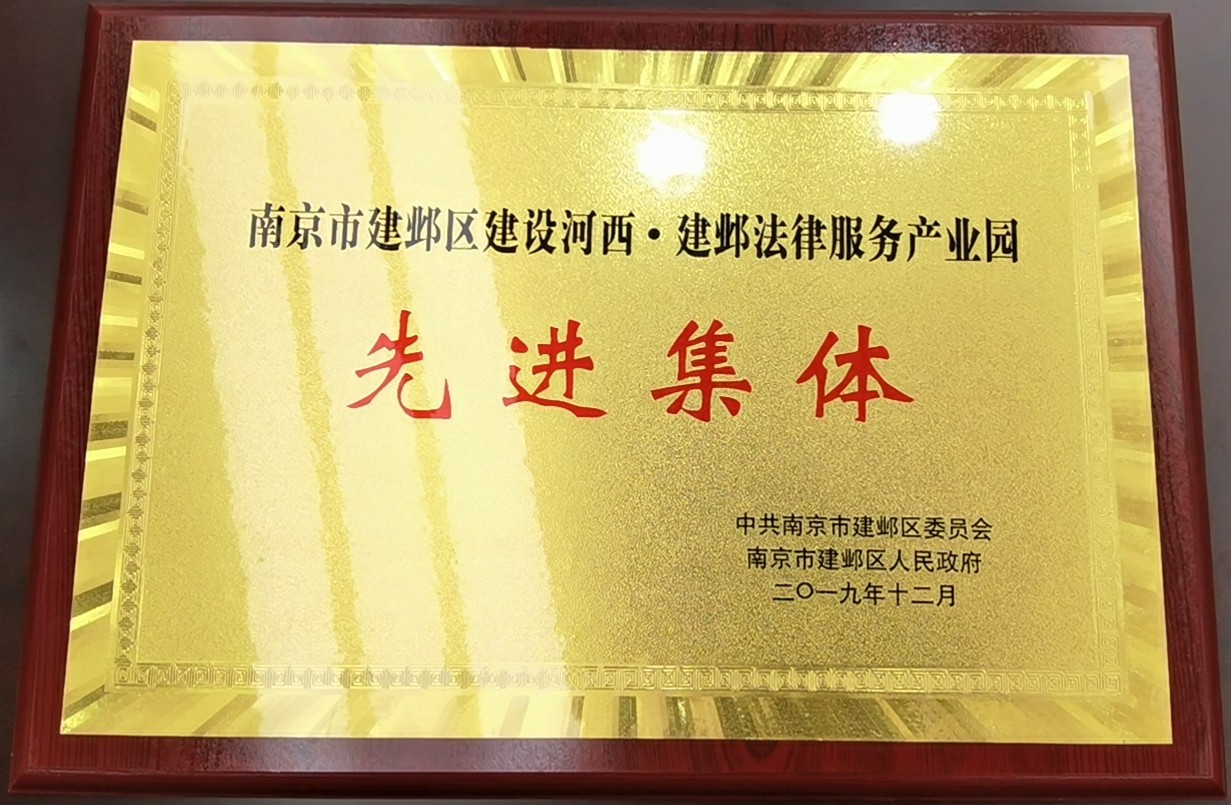 南京市建邺区建设河西·建邺法律服务产业园
先进集体
中共南京市建邺区委员会
南京市建邺区人民政府
二〇一九年十二月